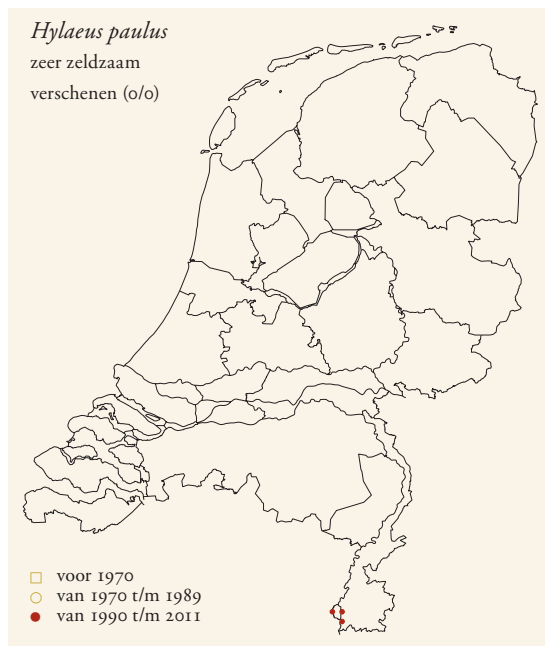 Hylaeus paulus
zeer zeldzaam
verschenen (0/0)
voor 1970
van 1970 t/m 1989
van 1990 t/m 2011